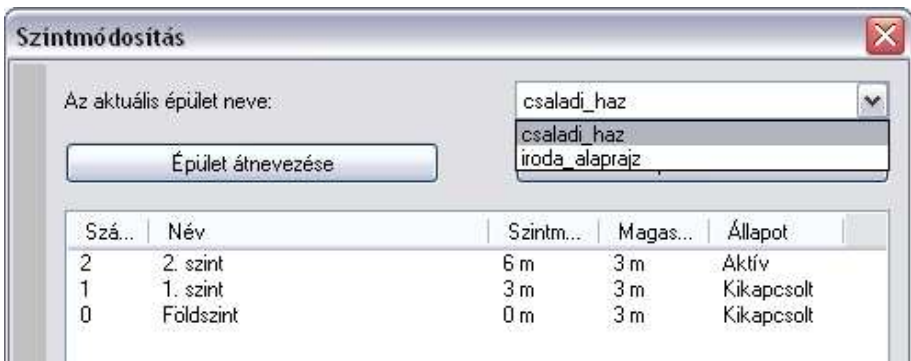 Színtmódosítás
Az aktuális épület neve:
csaladi_haz
csaladi_haz
iroda_alaprajz
Épület átnevezése
Szá... Név Szintm... Magas... Állapot
2 2. szint 6 m 3 m Aktív
1 1. szint 3 m 3 m Kikapcsolt
0 Földszint 0 m 3 m Kikapcsolt